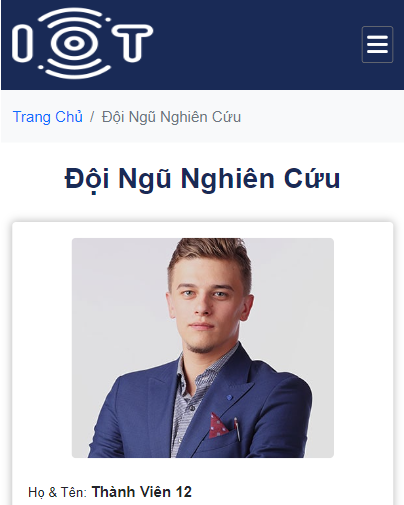 IOT
Trang Chủ / Đội Ngũ Nghiên Cứu
Đội Ngũ Nghiên Cứu
Họ & Tên: Thành Viên 12